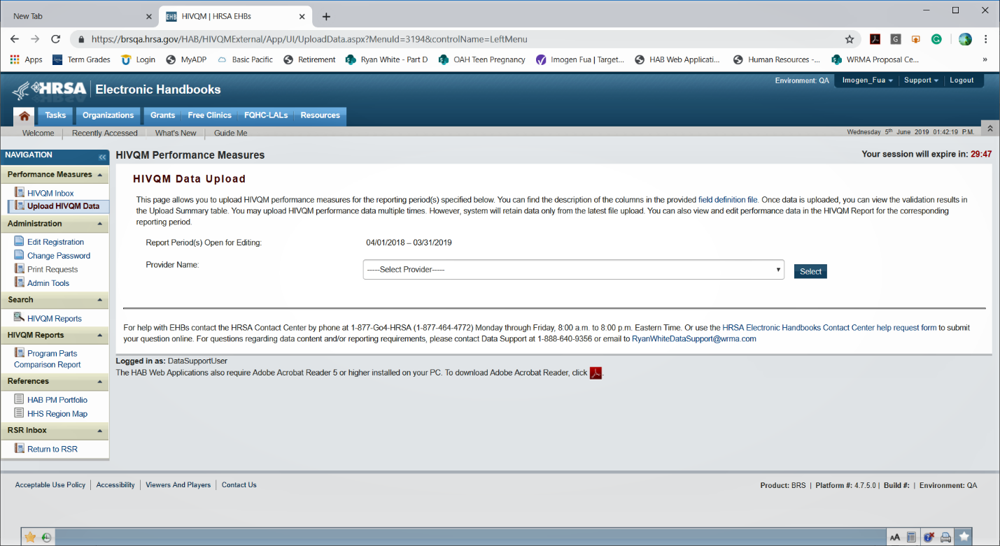 New Tab
EHB HIVQM | HRSA EHBs
https://brsqa.hrsa.gov/HAB/HIVQMExternal/App/UI/UploadData.aspx?MenuId=3194&controlName=LeftMenu
Apps Term Grades Login MyADP Basic Pacific Retirement Ryan White - Part D OAH Teen Pregnancy Imogen Fua | Target... HAB Web Applicati... Human Resources -... WRMA Proposal Ce... »
HRSA Electronic Handbooks
Environment: QA Imogen_Fua Support Logout
Tasks Organizations Grants Free Clinics FQHC-LALs Resources
Welcome Recently Accessed What's New Guide Me
Wednesday 5th June 2019 01:42:19 P.M.
NAVIGATION
Performance Measures
HIVQM Inbox
Upload HIVQM Data
Administration
Edit Registration
Change Password
Print Requests
Admin Tools
Search
HIVQM Reports
HIVQM Reports
Program Parts
Comparison Report
References
HAB PM Portfolio
HHS Region Map
RSR Inbox
Return to RSR
HIVQM Performance Measures
Your session will expire in: 29:47
HIVQM Data Upload
This page allows you to upload HIVQM performance measures for the reporting period(s) specified below. You can find the description of the columns in the provided field definition file. Once data is uploaded, you can view the validation results in
the Upload Summary table. You may upload HIVQM performance data multiple times. However, system will retain data only from the latest file upload. You can also view and edit performance data in the HIVQM Report for the corresponding
reporting period.
Report Period(s) Open for Editing: 04/01/2018 – 03/31/2019
Provider Name: -----Select Provider----- Select
For help with EHBs contact the HRSA Contact Center by phone at 1-877-Go4-HRSA (1-877-464-4772) Monday through Friday, 8:00 a.m. to 8:00 p.m. Eastern Time. Or use the HRSA Electronic Handbooks Contact Center help request form to submit
your question online. For questions regarding data content and/or reporting requirements, please contact Data Support at 1-888-640-9356 or email to RyanWhiteDataSupport@wrma.com
Logged in as: DataSupportUser
The HAB Web Applications also require Adobe Acrobat Reader 5 or higher installed on your PC. To download Adobe Acrobat Reader, click .
Acceptable Use Policy | Accessibility | Viewers And Players | Contact Us
Product: BRS | Platform #: 4.7.5.0 | Build #: | Environment: QA
AA